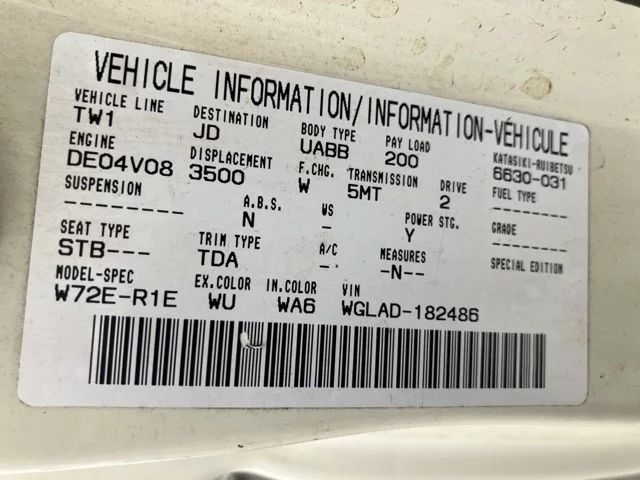 VEHICLE INFORMATION/INFORMATION-VÉHICULE
VEHICLE LINE DESTINATION BODY TYPE PAY LOAD KATASIKI-RUIBETSU
TW1 JD UABB 200 6630-031
ENGINE DISPLACEMENT F.CHG. TRANSMISSION DRIVE FUEL TYPE
DE04V08 3500 W 5MT 2 ----------
SUSPENSION A.B.S. WS POWER STG. GRADE
---------- N - Y ----------
SEAT TYPE TRIM TYPE A/C MEASURES SPECIAL EDITION
STB--- TDA - -N--
MODEL-SPEC EX.COLOR IN.COLOR VIN
W72E-R1E WU WA6 WGLAD-182486